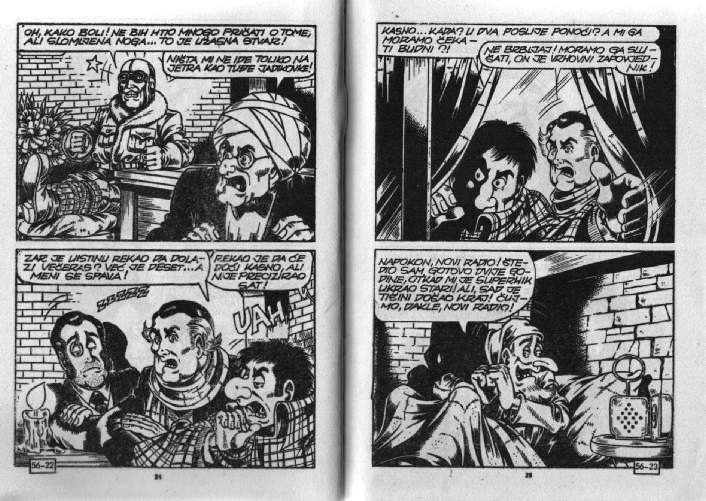 OH, KAKO BOLI! NE BIH HTIO MNOGO PRIČATI O TOME,
ALI SLOMLJENA NOGA... TO JE UŽASNA STVAR!
NIŠTA MI NE IDE TOLIKO NA
JETRA KAO TUĐE JADIKOVKE!
ZAR JE UISTINU REKAO DA DOLA-
ZI VEČERAS? VEĆ JE DESET...A
MENI SE SPAVA!
REKAO JE DA ĆE
DOĆI KASNO, ALI
NIJE PRECIZIRAO
SAT!
UAH
56-22
KASNO...KADA? U DVA POSLIJE PONOĆI? A MI GA
MORAMO ČEKA-
TI BUDNI?!
NE BRBLJAJ! MORAMO GA SLU-
ŠATI, ON JE VRHOVNI ZAPOVJED-
NIK!
NAPOKON, NOVI RADIO! ŠTE-
DIO SAM GOTOVO DVIJE GO-
DINE, OTKAD MI JE SUPERHIK
UKRAO STARI! ALI, SAD JE
TIŠINI DOŠAO KRAJ! ČUJ-
MO, DAKLE, NOVI RADIO!
56-23